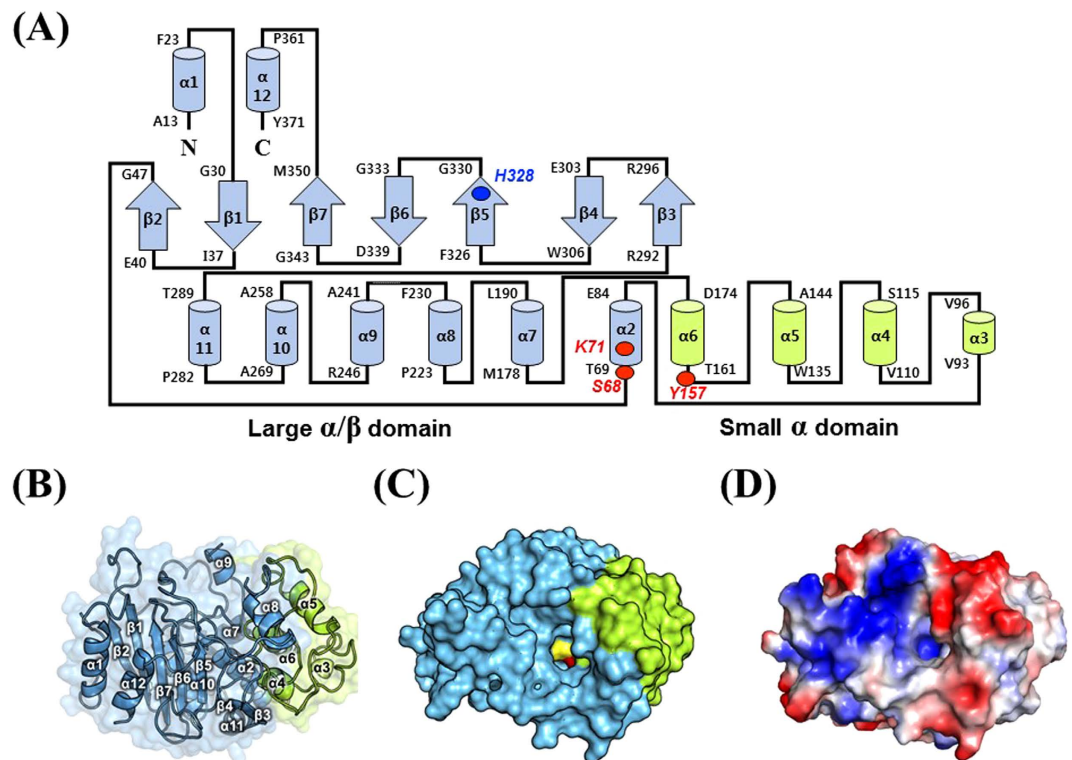 (A)
F23 P361
α1 α
12
A13 Y371
N C
G47 G30 M350 G333 G330 H328 E303 R296
β2 β1 β7 β6 β5 β4 β3
E40 I37 G343 D339 F326 W306 R292
T289 A258 A241 F230 L190 E84 D174 A144 S115 V96
α
11 α
10 α9 α8 α7 α2 α6 α5 α4 α3
K71
P282 A269 R246 P223 M178 T69 T161 W135 V110 V93
S68 Y157
Large α/β domain Small α domain
(B) (C) (D)
α9
α5
β1 α8
β2 α7
α1 β5 α2 α6 α3
α12 β6 α10 α4
β7
β4 β3
α11